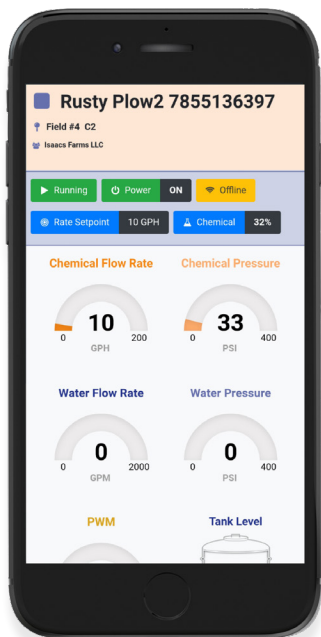 Rusty Plow2 7855136397
Field #4 C2
Isaacs Farms LLC
Running Power ON Offline
Rate Setpoint 10 GPH Chemical 32%
Chemical Flow Rate Chemical Pressure
10 33
0 200 0 400
GPH PSI
Water Flow Rate Water Pressure
0 0
0 2000 0 400
GPM PSI
PWM Tank Level